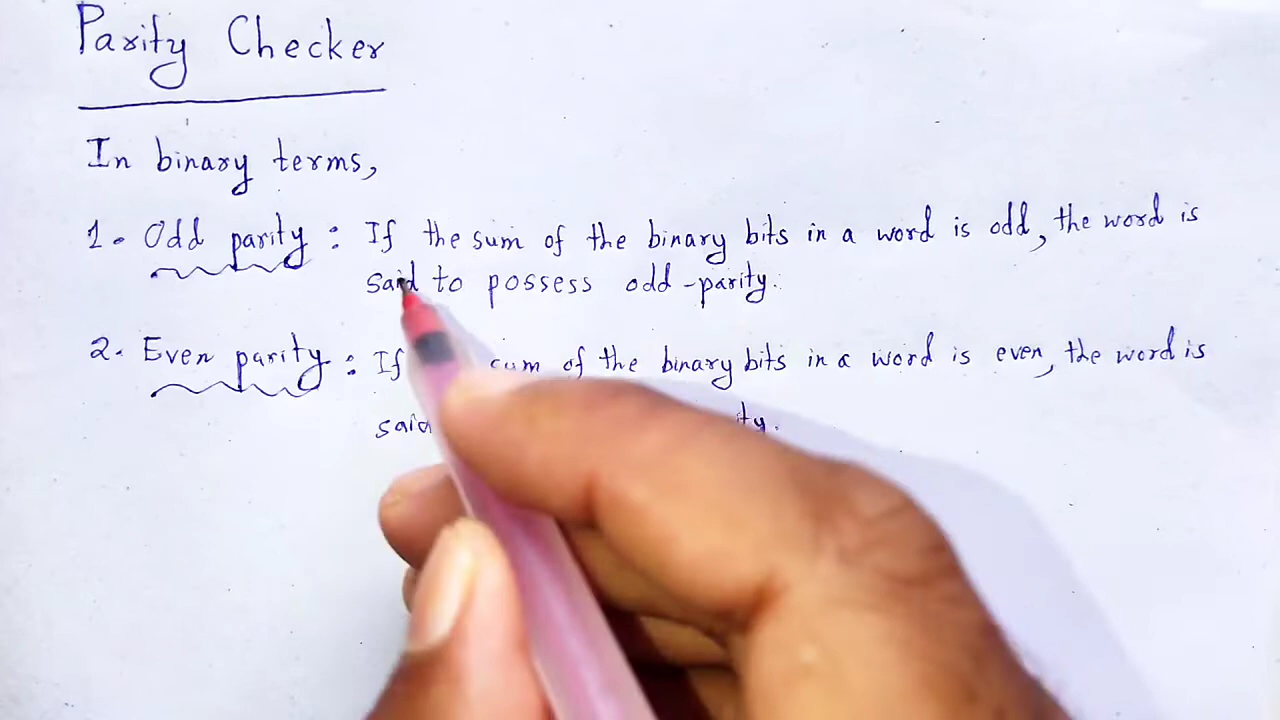 Parity Checker
In binary terms,
1. Odd parity : If the sum of the binary bits in a word is odd, the word is
said to possess odd-parity.
2. Even parity : If sum of the binary bits in a word is even, the word is
said